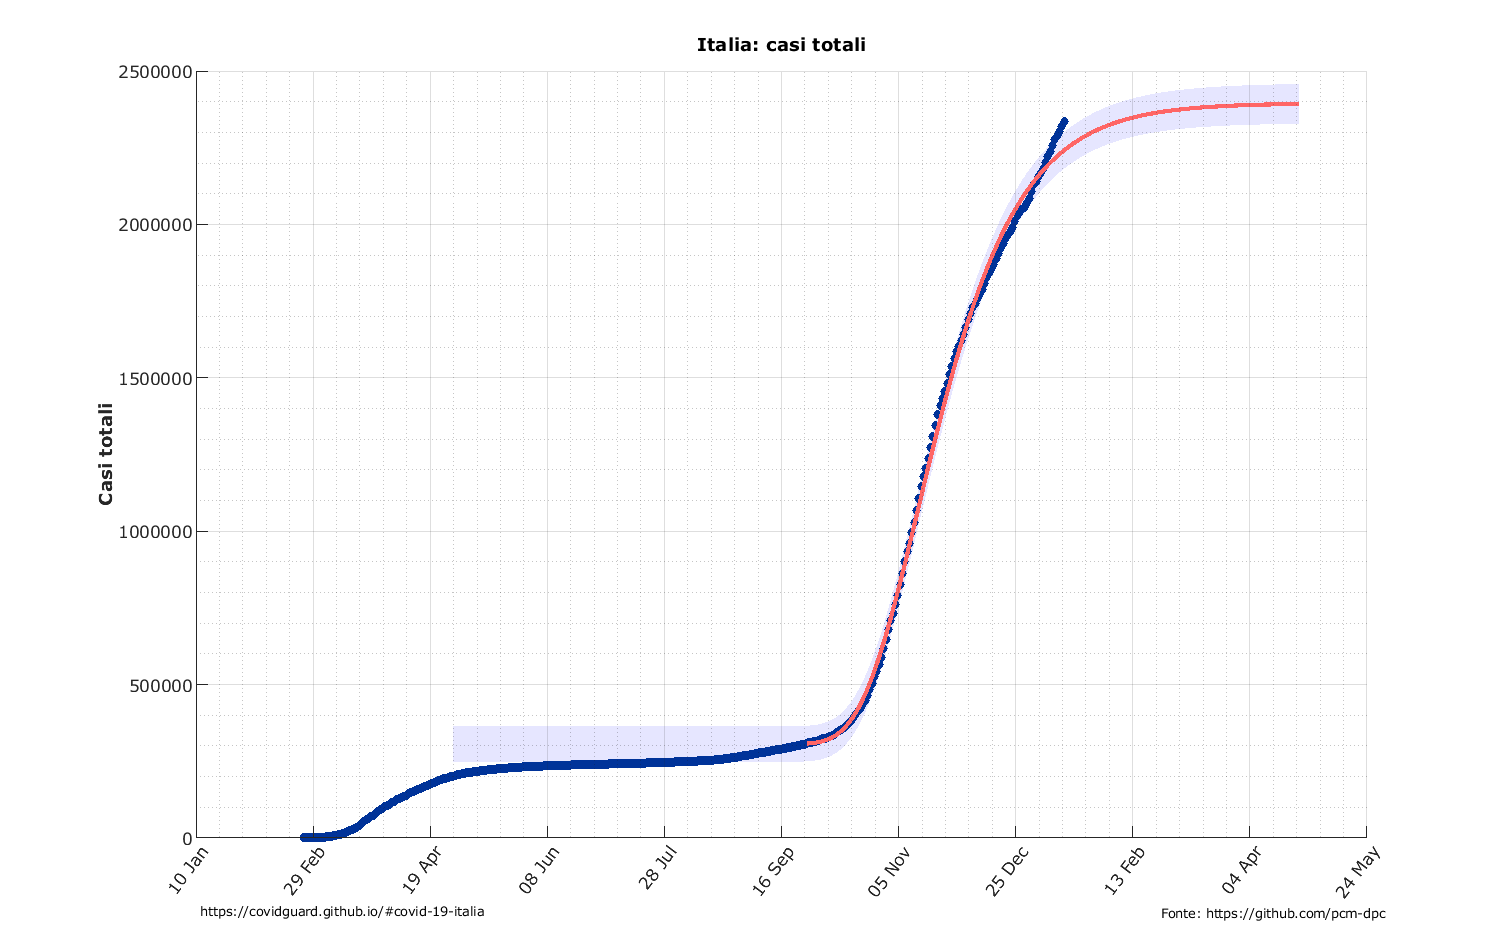 Italia: casi totali
2500000
2000000
1500000
1000000
500000
0
Casi totali
10 Jan
29 Feb
19 Apr
08 Jun
28 Jul
16 Sep
05 Nov
25 Dec
13 Feb
04 Apr
24 May
https://covidguard.github.io/#covid-19-italia
Fonte: https://github.com/pcm-dpc